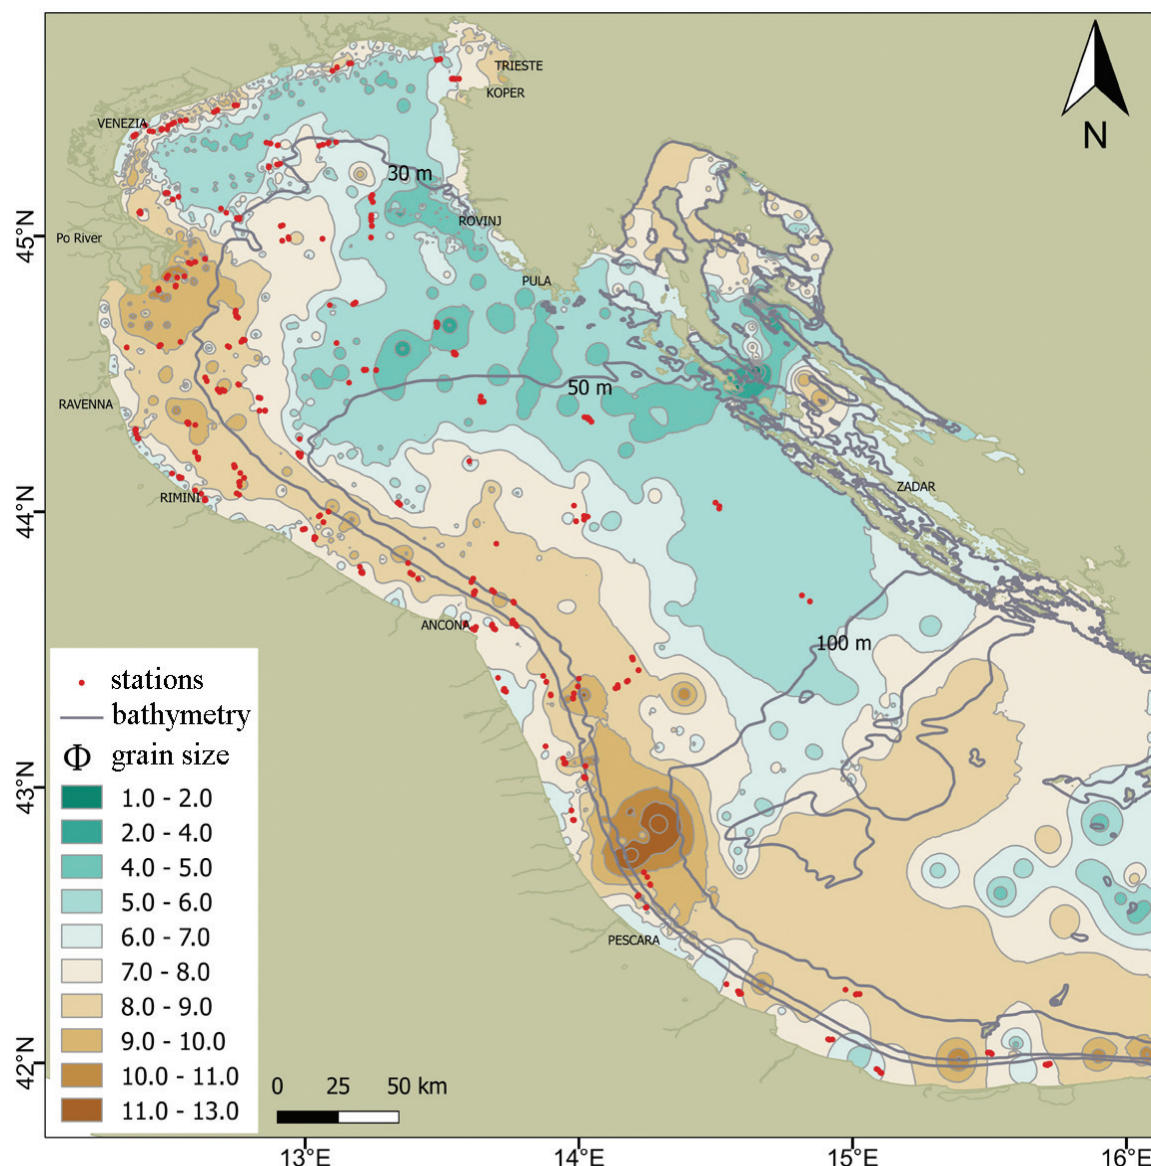 TRIESTE
KOPER
VENEZIA
N
30 m
ROVINJ
45°N
Po River
PULA
50 m
RAVENNA
ZADAR
RIMINI
44°N
ANCONA
100 m
stations
bathymetry
Φ grain size
43°N
1.0 - 2.0
2.0 - 4.0
4.0 - 5.0
5.0 - 6.0
6.0 - 7.0
PESCARA
7.0 - 8.0
8.0 - 9.0
9.0 - 10.0
42°N
10.0 - 11.0
11.0 - 13.0
0 25 50 km
13°E 14°E 15°E 16°E